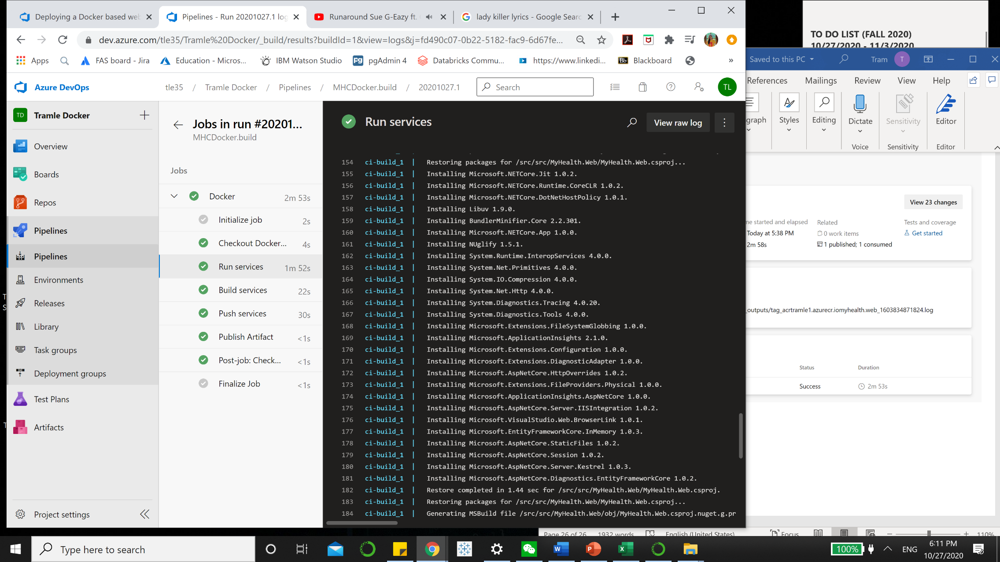 Deploying a Docker based web
Pipelines - Run 20201027.1 log
Runaround Sue G-Eazy ft.
lady killer lyrics - Google Searc
dev.azure.com/tle35/Tramle%20Docker/_build/results?buildId=1&view=logs&j=fd490c07-0b22-5182-fac9-6d67fe...
Apps
FAS board - Jira
Education - Micros...
IBM Watson Studio
pg
pgAdmin 4
Databricks Commu...
https://www.linkedi...
Bb
Blackboard
»
Azure DevOps
tle35 / Tramle Docker / Pipelines / MHCDocker.build / 20201027.1
Search
TL
TD
Tramle Docker
Overview
Boards
Repos
Pipelines
Pipelines
Environments
Releases
Library
Task groups
Deployment groups
Test Plans
Artifacts
Project settings
Jobs in run #20201...
MHCDocker.build
Jobs
Docker 2m 53s
Initialize job 2s
Checkout Docker... 4s
Run services 1m 52s
Build services 22s
Push services 30s
Publish Artifact <1s
Post-job: Check... <1s
Finalize Job <1s
Run services
View raw log
154 ci-build_1 | Restoring packages for /src/src/MyHealth.Web/MyHealth.Web.csproj...
155 ci-build_1 | Installing Microsoft.NETCore.Jit 1.0.2.
156 ci-build_1 | Installing Microsoft.NETCore.Runtime.CoreCLR 1.0.2.
157 ci-build_1 | Installing Microsoft.NETCore.DotNetHostPolicy 1.0.1.
158 ci-build_1 | Installing Libuv 1.9.0.
159 ci-build_1 | Installing BundlerMinifier.Core 2.2.301.
160 ci-build_1 | Installing Microsoft.NETCore.App 1.0.0.
161 ci-build_1 | Installing NUglify 1.5.1.
162 ci-build_1 | Installing System.Runtime.InteropServices 4.0.0.
163 ci-build_1 | Installing System.Net.Primitives 4.0.0.
164 ci-build_1 | Installing System.IO.Compression 4.0.0.
165 ci-build_1 | Installing System.Net.Http 4.0.0.
166 ci-build_1 | Installing System.Diagnostics.Tracing 4.0.20.
167 ci-build_1 | Installing System.Diagnostics.Tools 4.0.0.
168 ci-build_1 | Installing Microsoft.Extensions.FileSystemGlobbing 1.0.0.
169 ci-build_1 | Installing Microsoft.ApplicationInsights 2.1.0.
170 ci-build_1 | Installing Microsoft.Extensions.Configuration 1.0.0.
171 ci-build_1 | Installing Microsoft.Extensions.DiagnosticAdapter 1.0.0.
172 ci-build_1 | Installing Microsoft.AspNetCore.HttpOverrides 1.0.2.
173 ci-build_1 | Installing Microsoft.Extensions.FileProviders.Physical 1.0.0.
174 ci-build_1 | Installing Microsoft.ApplicationInsights.AspNetCore 1.0.0.
175 ci-build_1 | Installing Microsoft.AspNetCore.Server.IISIntegration 1.0.2.
176 ci-build_1 | Installing Microsoft.VisualStudio.Web.BrowserLink 1.0.1.
177 ci-build_1 | Installing Microsoft.EntityFrameworkCore.InMemory 1.0.3.
178 ci-build_1 | Installing Microsoft.AspNetCore.StaticFiles 1.0.2.
179 ci-build_1 | Installing Microsoft.AspNetCore.Session 1.0.2.
180 ci-build_1 | Installing Microsoft.AspNetCore.Server.Kestrel 1.0.3.
181 ci-build_1 | Installing Microsoft.AspNetCore.Diagnostics.EntityFrameworkCore 1.0.2.
182 ci-build_1 | Restore completed in 1.44 sec for /src/src/MyHealth.Web/MyHealth.Web.csproj.
183 ci-build_1 | Restoring packages for /src/src/MyHealth.Web/MyHealth.Web.csproj...
184 ci-build_1 | Generating MSBuild file /src/src/MyHealth.Web/obj/MyHealth.Web.csproj.nuget.g.pr
TO DO LIST (FALL 2020)
10/27/2020 - 11/3/2020
Saved to this PC
Tram
T
References
Mailings
Review
View
Help
graph
Styles
Editing
Dictate
Sensitivity
Editor
Voice
Sensitivity
Editor
View 23 changes
me started and elapsed
Related
Tests and coverage
Today at 5:38 PM
0 work items
Get started
2m 58s
1 published; 1 consumed
_outputs/tag_acrtramle1.azurecr.iomyhealth.web_1603834871824.log
Status
Duration
Success
2m 53s
Page 26 of 26
1932 words
English (United States)
Focus
110%
Type here to search
100%
ENG
6:11 PM
10/27/2020